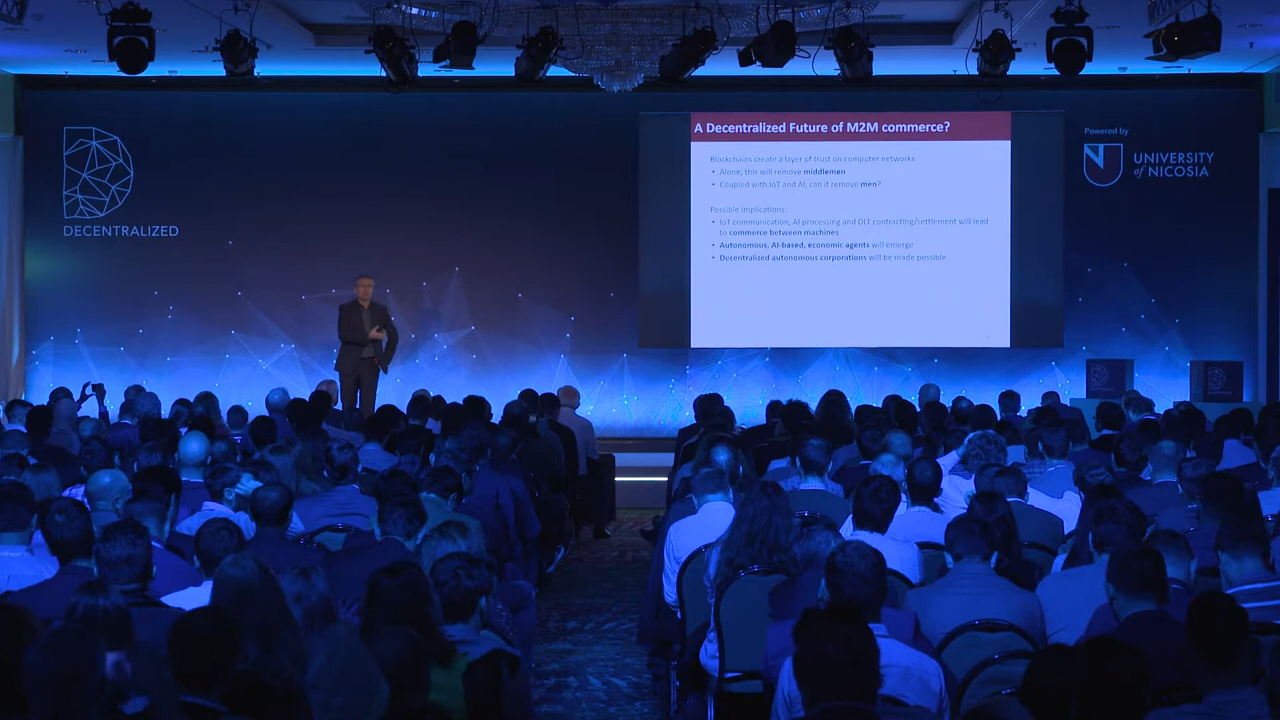 DECENTRALIZED
A Decentralized Future of M2M commerce?
Blockchains create a layer of trust on computer networks
• Alone, this will remove middlemen
• Coupled with IoT and AI, can it remove men?
Possible implications:
• IoT communication, AI processing and DLT contracting/settlement will lead
to commerce between machines
• Autonomous, AI-based, economic agents will emerge
• Decentralized autonomous corporations will be made possible
Powered by
UNIVERSITY
of NICOSIA